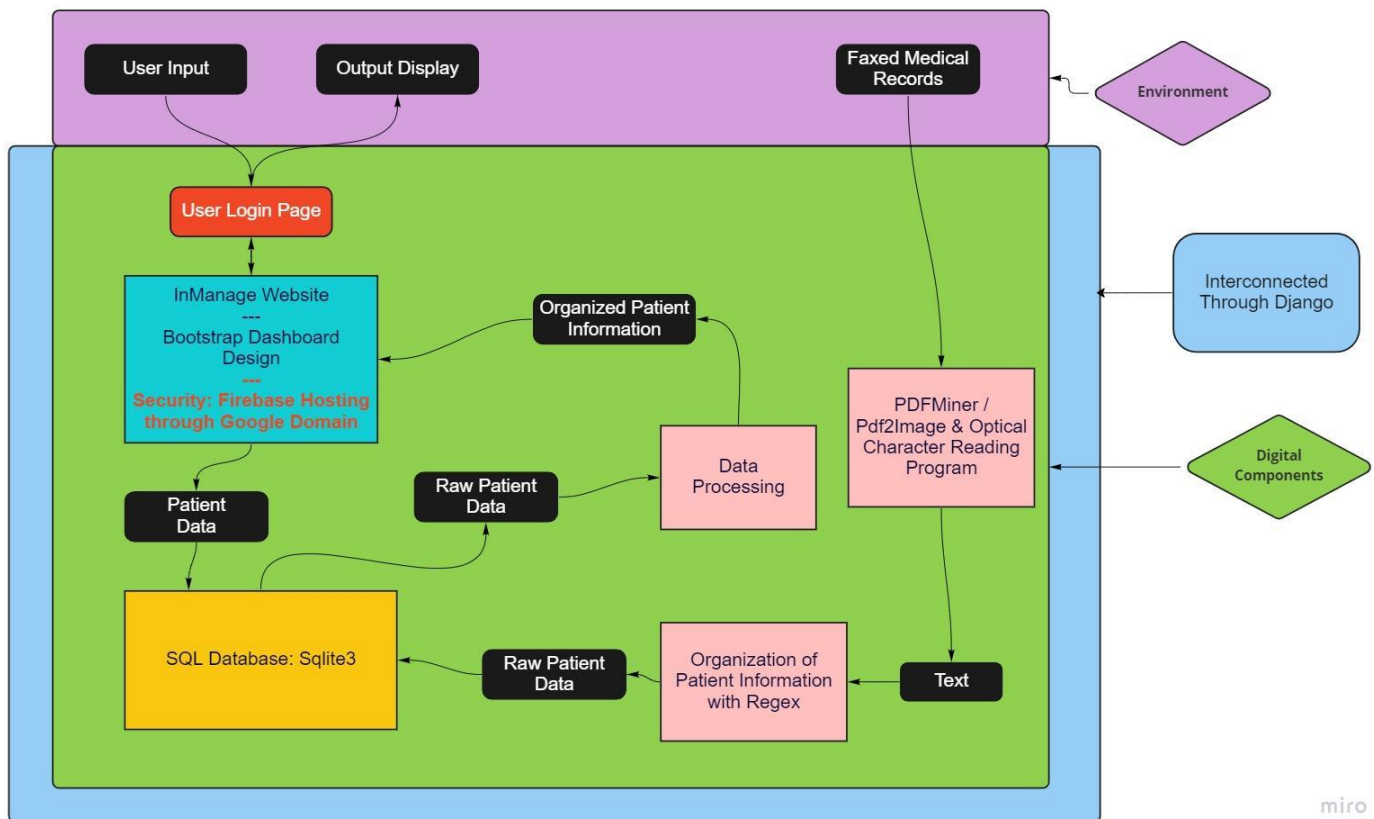 User Input
Output Display
Faxed Medical
Records
Environment
User Login Page
InManage Website
---
Bootstrap Dashboard
Design
---
Security: Firebase Hosting
through Google Domain
Organized Patient
Information
Interconnected
Through Django
PDFMiner /
Pdf2Image & Optical
Character Reading
Program
Data
Processing
Raw Patient
Data
Digital
Components
Patient
Data
SQL Database: Sqlite3
Raw Patient
Data
Organization of
Patient Information
with Regex
Text
miro